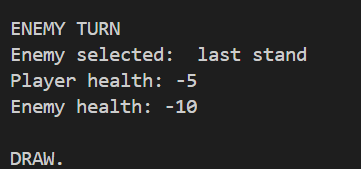 ENEMY TURN
Enemy selected:  last stand
Player health: -5
Enemy health: -10
DRAW.